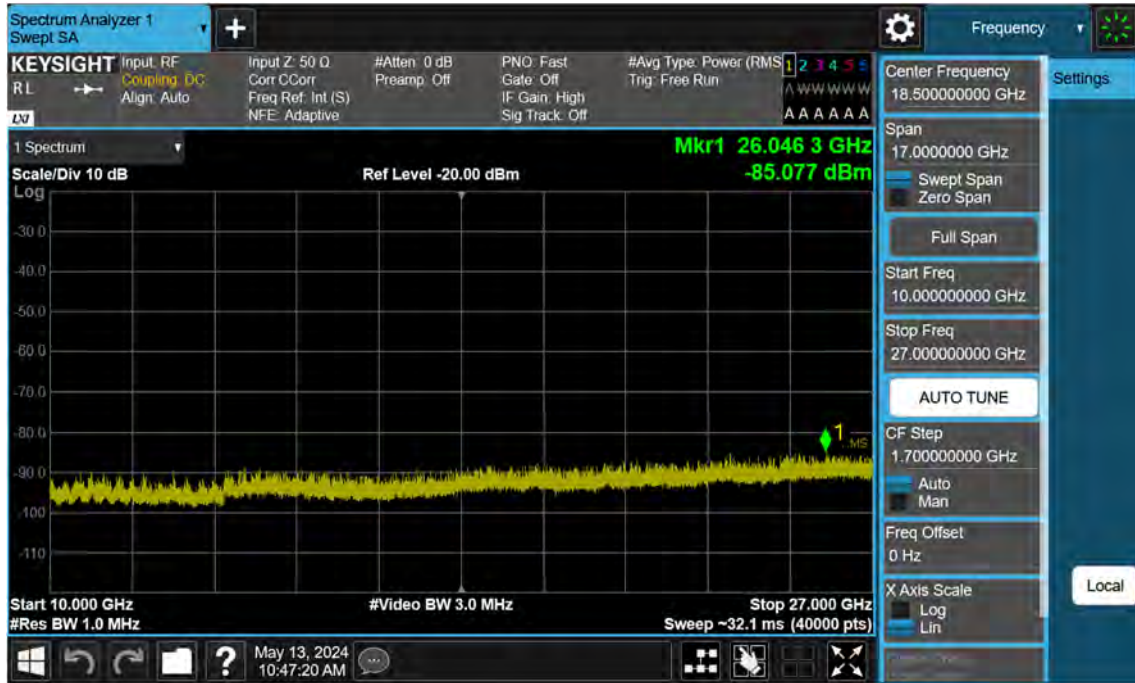 Spectrum Analyzer 1
Swept SA
Frequency
KEYSIGHT
RL
LXI
Input: RF
Coupling: DC
Align: Auto
Input Z: 50 Ω
Corr CCorr
Freq Ref: Int (S)
NFE: Adaptive
#Atten: 0 dB
Preamp: Off
PNO: Fast
Gate: Off
IF Gain: High
Sig Track: Off
#Avg Type: Power (RMS
Trig: Free Run
1 2 3 4 5 6
A W W W W W
A A A A A A
1 Spectrum
Scale/Div 10 dB
Log
Ref Level -20.00 dBm
Mkr1 26.046 3 GHz
-85.077 dBm
-30.0
-40.0
-50.0
-60.0
-70.0
-80.0
-90.0
-100
-110
1
Start 10.000 GHz
#Res BW 1.0 MHz
#Video BW 3.0 MHz
Stop 27.000 GHz
Sweep ~32.1 ms (40000 pts)
Center Frequency
18.500000000 GHz
Span
17.0000000 GHz
Swept Span
Zero Span
Full Span
Start Freq
10.000000000 GHz
Stop Freq
27.000000000 GHz
AUTO TUNE
CF Step
1.700000000 GHz
Auto
Man
Freq Offset
0 Hz
X Axis Scale
Log
Lin
Settings
Local
?
May 13, 2024
10:47:20 AM